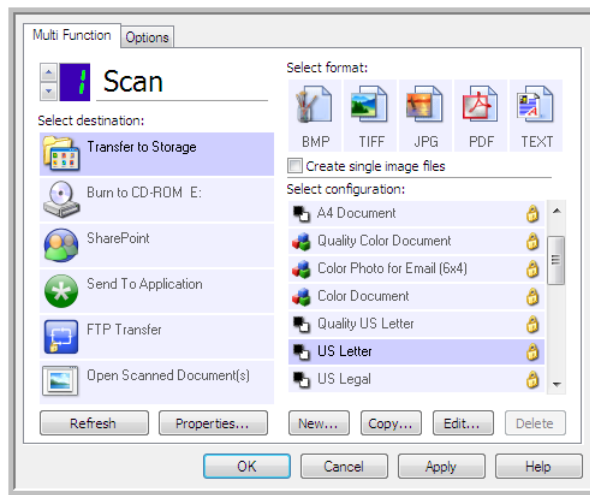 Multi Function
Options
1 Scan
Select destination:
Transfer to Storage
Burn to CD-ROM E:
SharePoint
Send To Application
FTP Transfer
Open Scanned Document(s)
Refresh
Properties...
Select format:
BMP TIFF JPG PDF TEXT
Create single image files
Select configuration:
A4 Document
Quality Color Document
Color Photo for Email (6x4)
Color Document
Quality US Letter
US Letter
US Legal
New... Copy... Edit... Delete
OK Cancel Apply Help